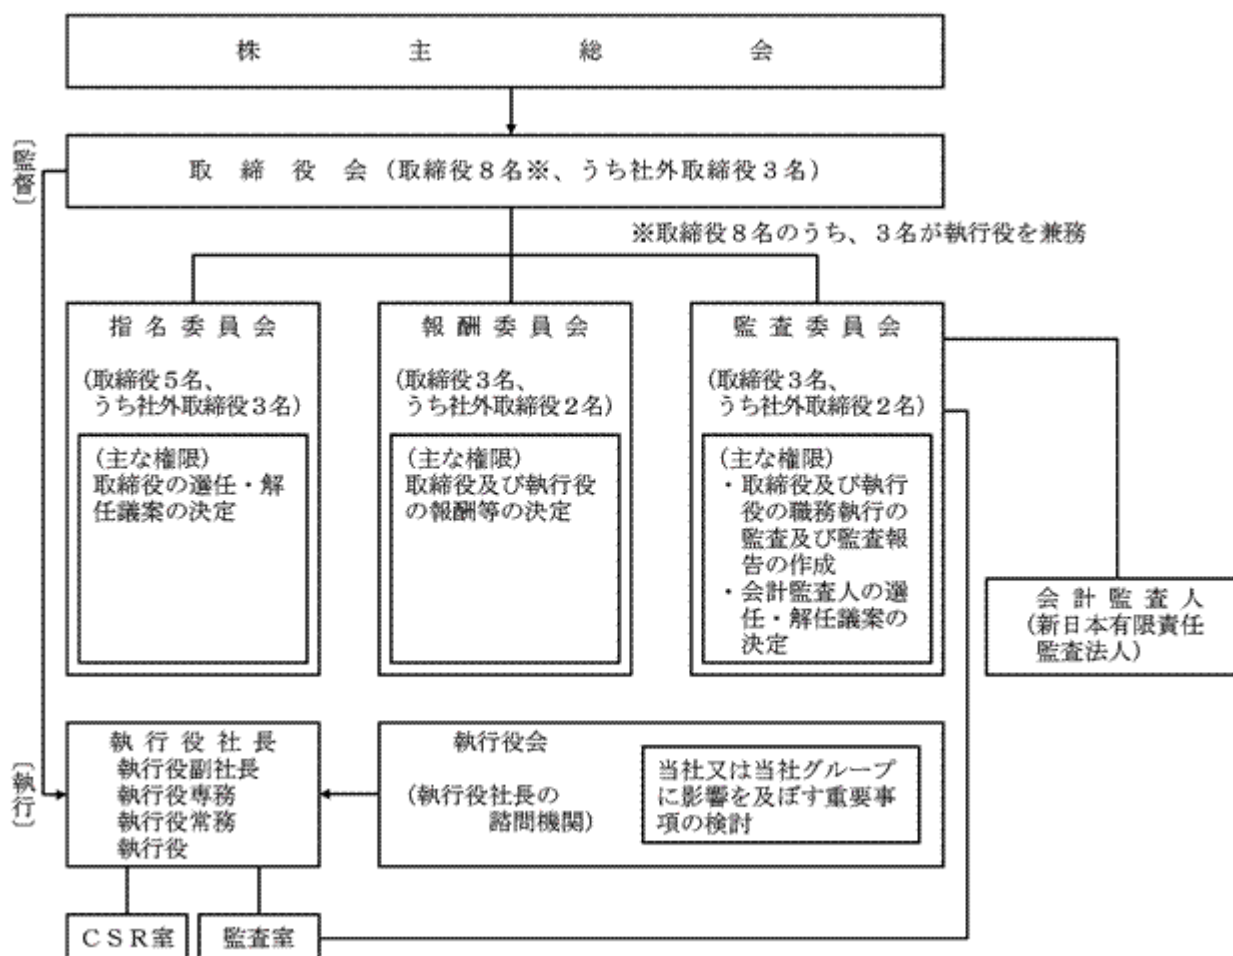 株主総会
〔監督〕
取締役会(取締役8名※、うち社外取締役3名)
※取締役8名のうち、3名が執行役を兼務
指名委員会
(取締役5名、
うち社外取締役3名)
(主な権限)
取締役の選任・解
任議案の決定
報酬委員会
(取締役3名、
うち社外取締役2名)
(主な権限)
取締役及び執行役
の報酬等の決定
監査委員会
(取締役3名、
うち社外取締役2名)
(主な権限)
・取締役及び執行
役の職務執行の
監査及び監査報
告の作成
・会計監査人の選
任・解任議案の
決定
会計監査人
(新日本有限責任
監査法人)
〔執行〕
執行役社長
執行役副社長
執行役専務
執行役常務
執行役
執行役会
(執行役社長の
諮問機関)
当社又は当社グループ
に影響を及ぼす重要事
項の検討
CSR室
監査室